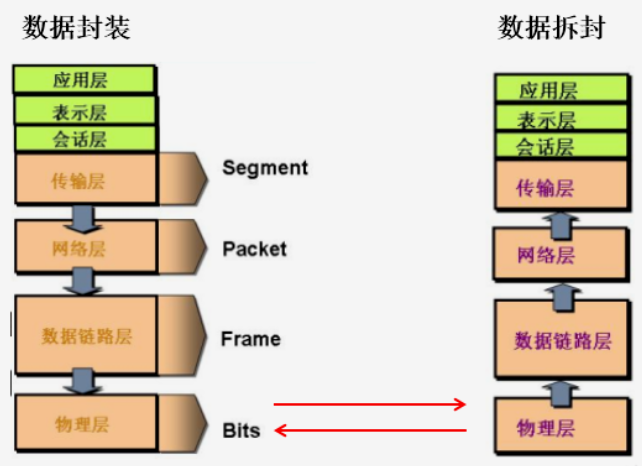 数据封装
数据拆封
应用层
表示层
会话层
传输层
Segment
网络层
Packet
数据链路层
Frame
物理层
Bits
应用层
表示层
会话层
传输层
网络层
数据链路层
物理层